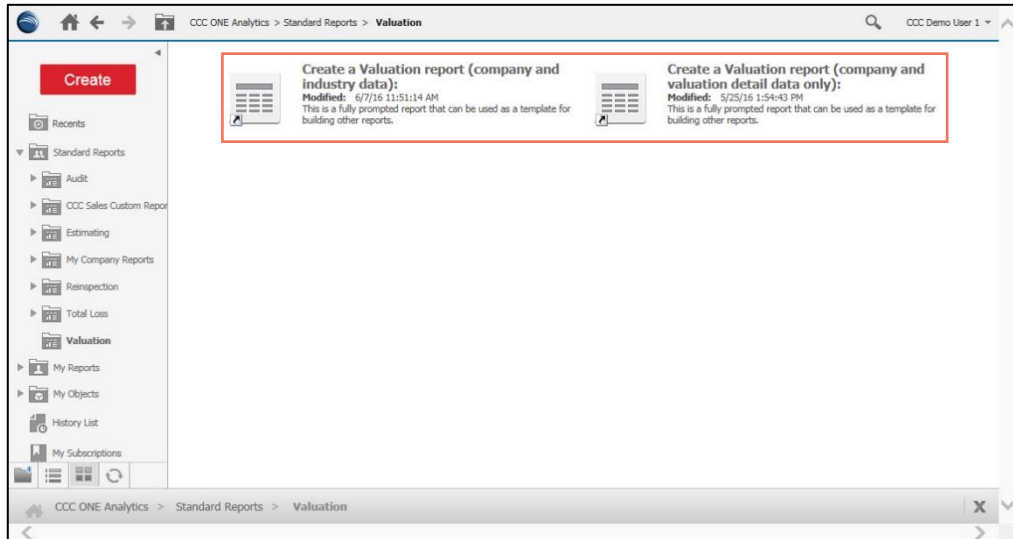 CCC ONE Analytics > Standard Reports > Valuation
CCC Demo User 1
Create
Recents
Standard Reports
Audit
CCC Sales Custom Repor
Estimating
My Company Reports
Reinspection
Total Loss
Valuation
My Reports
My Objects
History List
My Subscriptions
Create a Valuation report (company and
industry data):
Modified: 6/7/16 11:51:14 AM
This is a fully prompted report that can be used as a template for
building other reports.
Create a Valuation report (company and
valuation detail data only):
Modified: 5/25/16 1:54:43 PM
This is a fully prompted report that can be used as a template for
building other reports.
CCC ONE Analytics > Standard Reports > Valuation
X